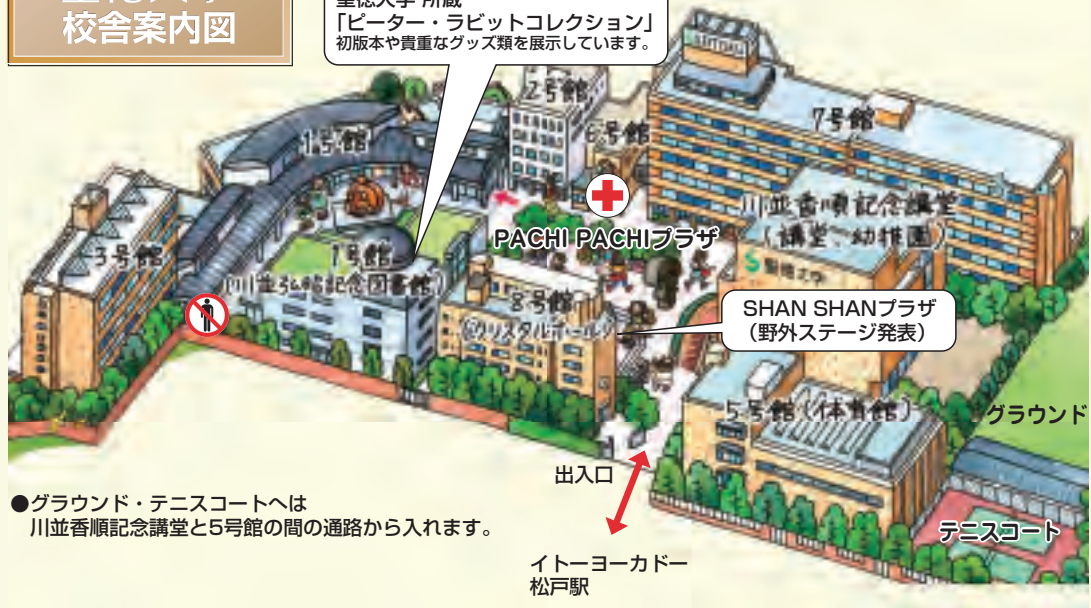 校舎案内図
聖徳大学 所蔵
「ピーター・ラビットコレクション」
初版本や貴重なグッズ類を展示しています。
2号館
6号館
7号館
1号館
川並香順記念講堂
(講堂、幼稚園)
PACHI PACHIプラザ
3号館
1号館
(川並弘昭記念図書館)
8号館
(クリスタルホール)
SHAN SHANプラザ
(野外ステージ発表)
5号館(体育館)
グラウンド
出入口
テニスコート
●グラウンド・テニスコートへは
川並香順記念講堂と5号館の間の通路から入れます。
イトーヨーカドー
松戸駅